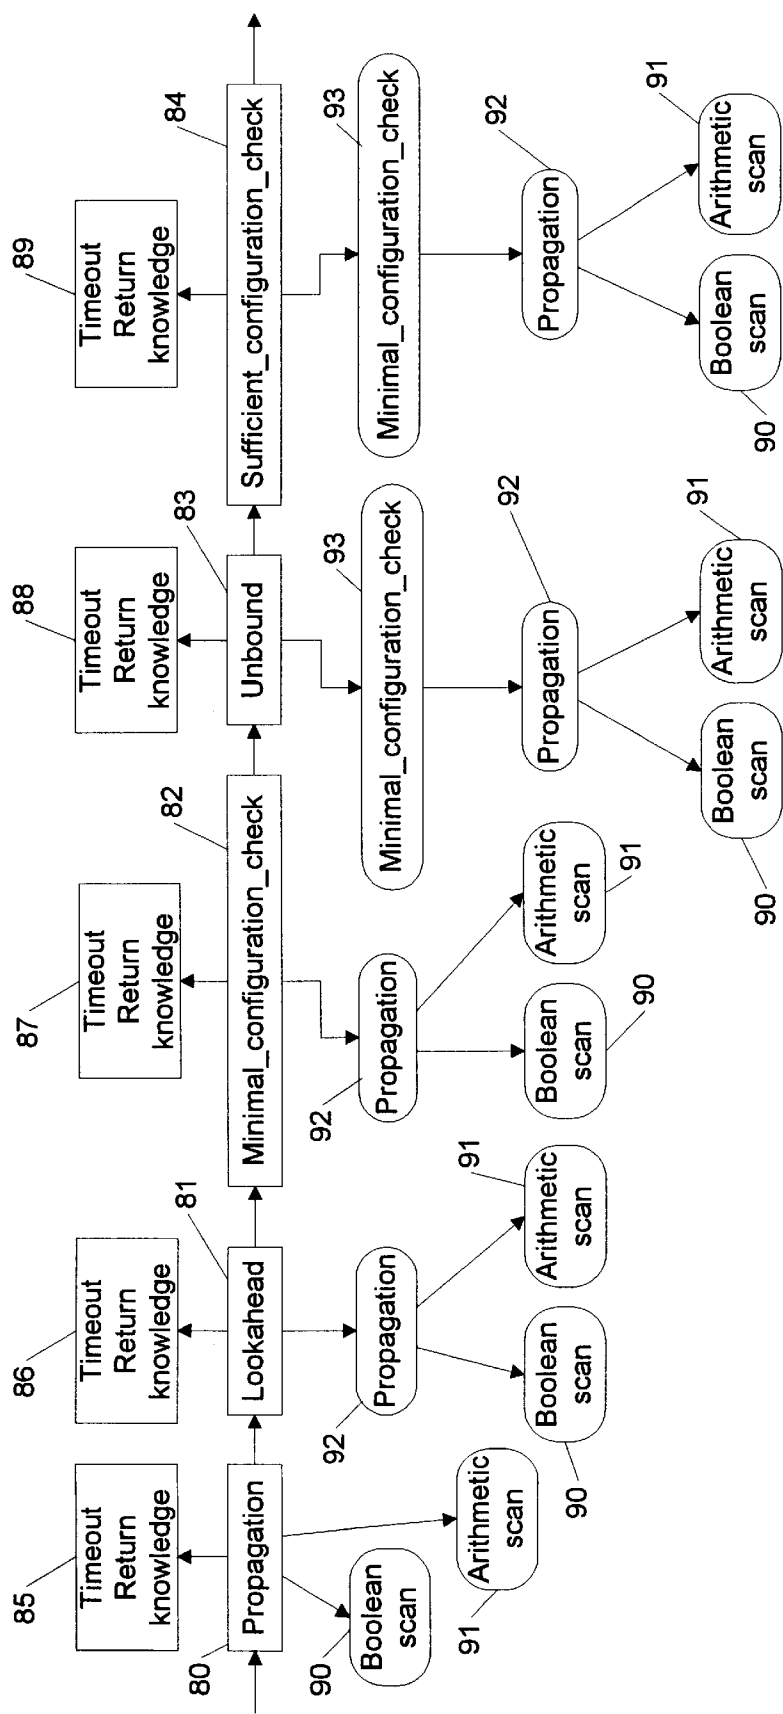 85
Timeout
Return
knowledge
86
Timeout
Return
knowledge
87
Timeout
Return
knowledge
88
Timeout
Return
knowledge
89
Timeout
Return
knowledge
80
Propagation
81
Lookahead
82
Minimal_configuration_check
83
Unbound
84
Sufficient_configuration_check
90
Boolean
scan
91
Arithmetic
scan
92
Propagation
90
Boolean
scan
91
Arithmetic
scan
92
Propagation
90
Boolean
scan
91
Arithmetic
scan
93
Minimal_configuration_check
92
Propagation
90
Boolean
scan
91
Arithmetic
scan
93
Minimal_configuration_check
92
Propagation
90
Boolean
scan
91
Arithmetic
scan